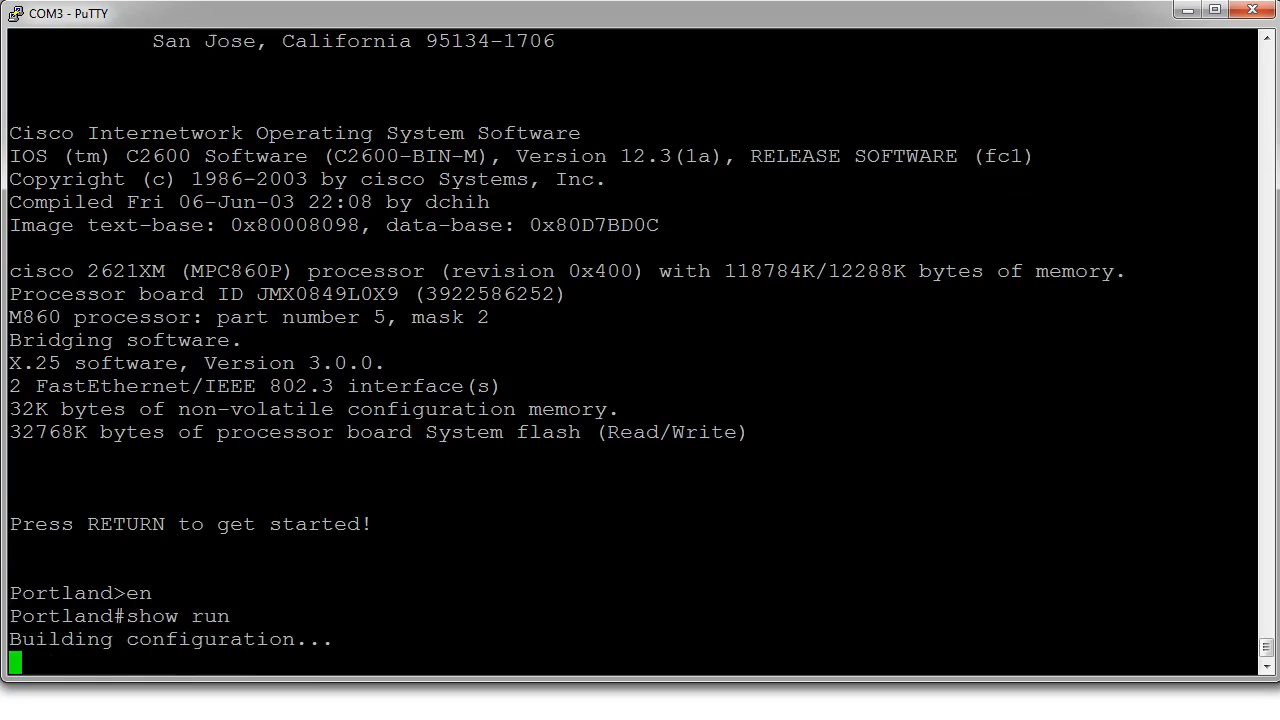 COM3 - PuTTY
San Jose, California 95134-1706
Cisco Internetwork Operating System Software
IOS (tm) C2600 Software (C2600-BIN-M), Version 12.3(1a), RELEASE SOFTWARE (fc1)
Copyright (c) 1986-2003 by cisco Systems, Inc.
Compiled Fri 06-Jun-03 22:08 by dchih
Image text-base: 0x80008098, data-base: 0x80D7BD0C
cisco 2621XM (MPC860P) processor (revision 0x400) with 118784K/12288K bytes of memory.
Processor board ID JMX0849L0X9 (3922586252)
M860 processor: part number 5, mask 2
Bridging software.
X.25 software, Version 3.0.0.
2 FastEthernet/IEEE 802.3 interface(s)
32K bytes of non-volatile configuration memory.
32768K bytes of processor board System flash (Read/Write)
Press RETURN to get started!
Portland>en
Portland#show run
Building configuration...